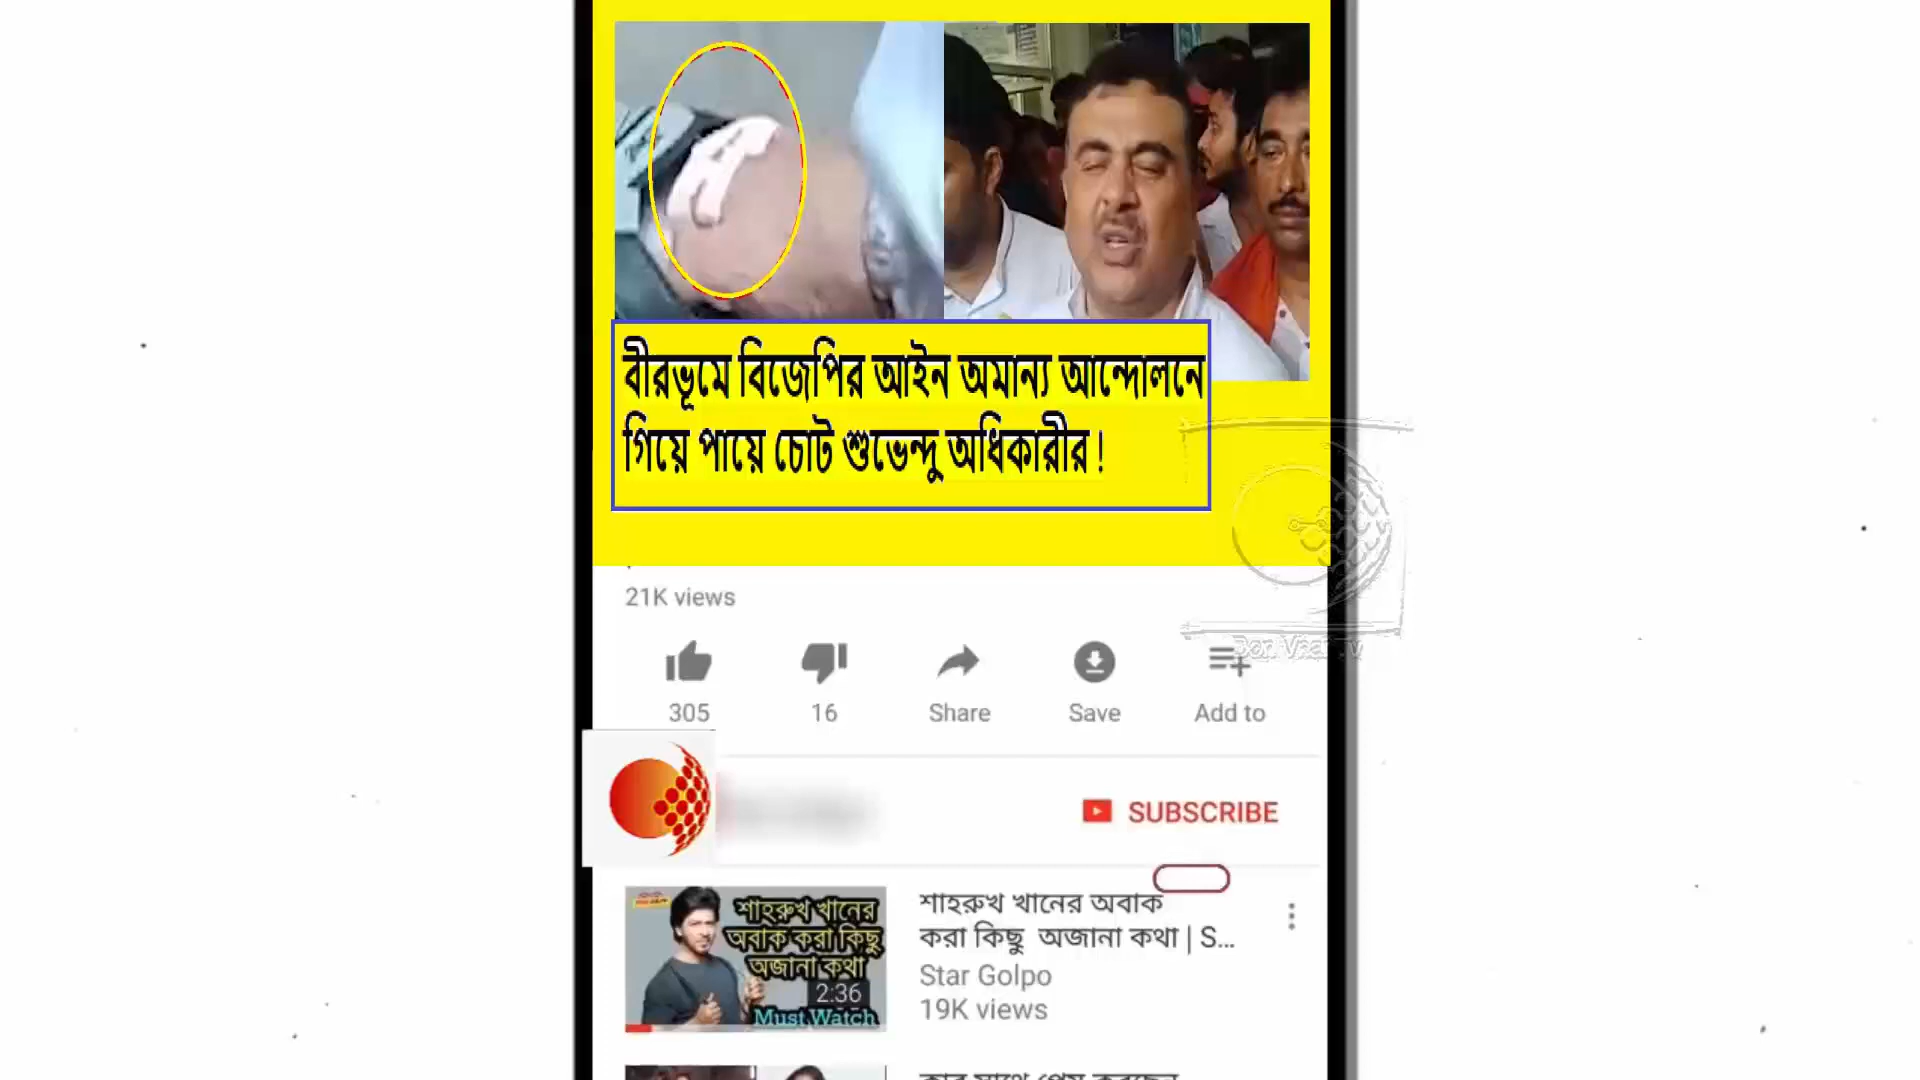 বীরভূমে বিজেপির আইন অমান্য আন্দোলনে
গিয়ে পায়ে চোট শুভেন্দু অধিকারীর!
21K views
305
16
Share
Save
Add to
SUBSCRIBE
শাহরুখ খানের
অবাক করা কিছু
অজানা কথা
2:36
Must Watch
শাহরুখ খানের অবাক
করা কিছু অজানা কথা | S...
Star Golpo
19K views